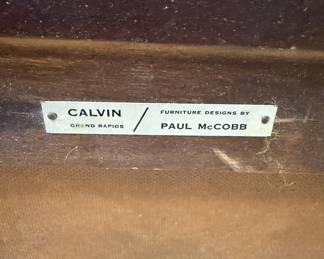 CALVIN
GRAND RAPIDS
/
FURNITURE DESIGNS BY
PAUL McCOBB